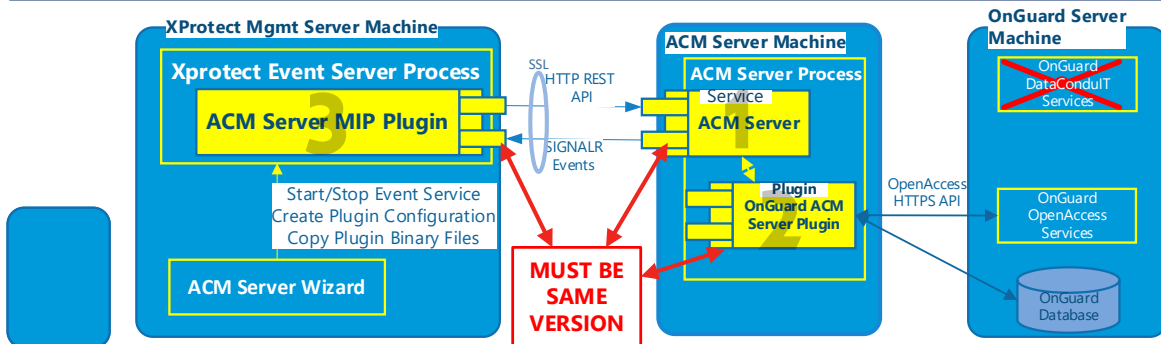 XProtect Mgmt Server Machine
Xprotect Event Server Process
3
ACM Server MIP Plugin
Start/Stop Event Service
Create Plugin Configuration
Copy Plugin Binary Files
ACM Server Wizard
SSL
HTTP REST
API
SIGNALR
Events
MUST BE
SAME
VERSION
ACM Server Machine
ACM Server Process
Service
1
ACM Server
Plugin
2
OnGuard ACM
Server Plugin
OpenAccess
HTTPS API
OnGuard Server
Machine
OnGuard
DataConduIT
Services
OnGuard
OpenAccess
Services
OnGuard
Database